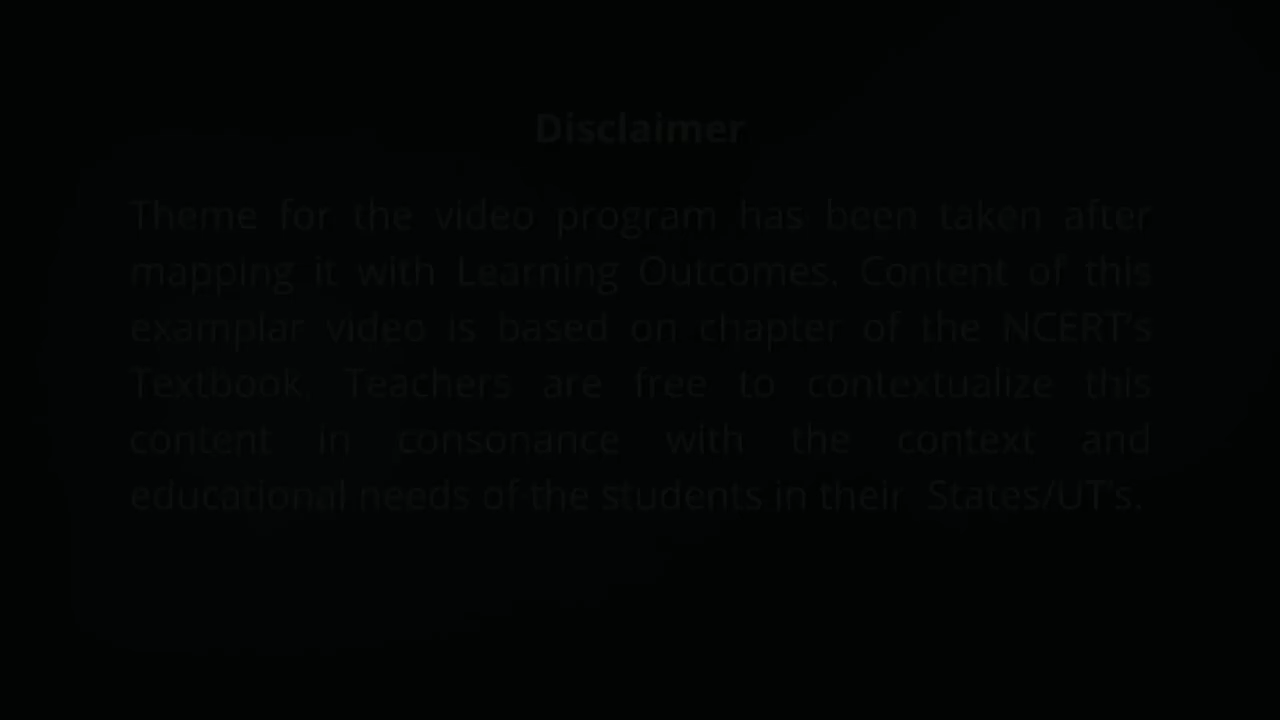 Disclaimer
Theme for the video program has been taken after
mapping it with Learning Outcomes. Content of this
examplar video is based on chapter of the NCERT's
Textbook. Teachers are free to contextualize this
content in consonance with the context and
educational needs of the students in their States/UT's.